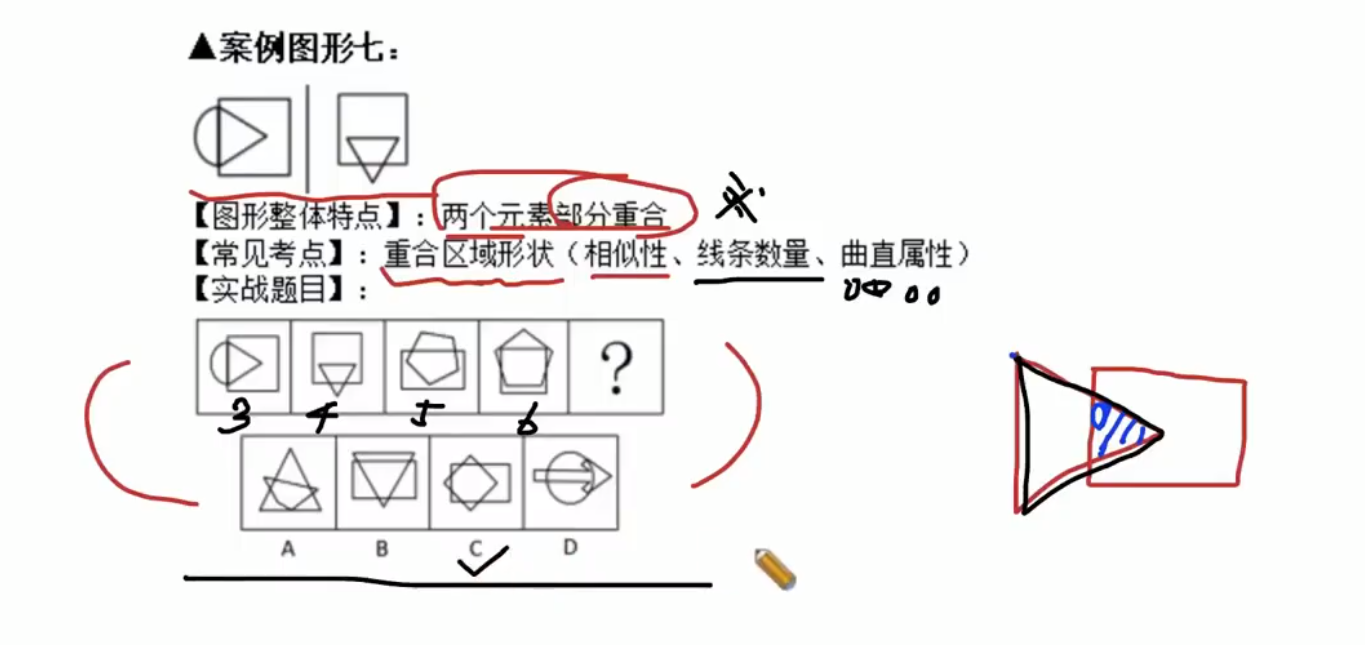 ▲案例图形七：
【图形整体特点】：两个元素部分重合
【常见考点】：重合区域形状（相似性、线条数量、曲直属性）
【实战题目】：
?
3 4 5 6
A B C D